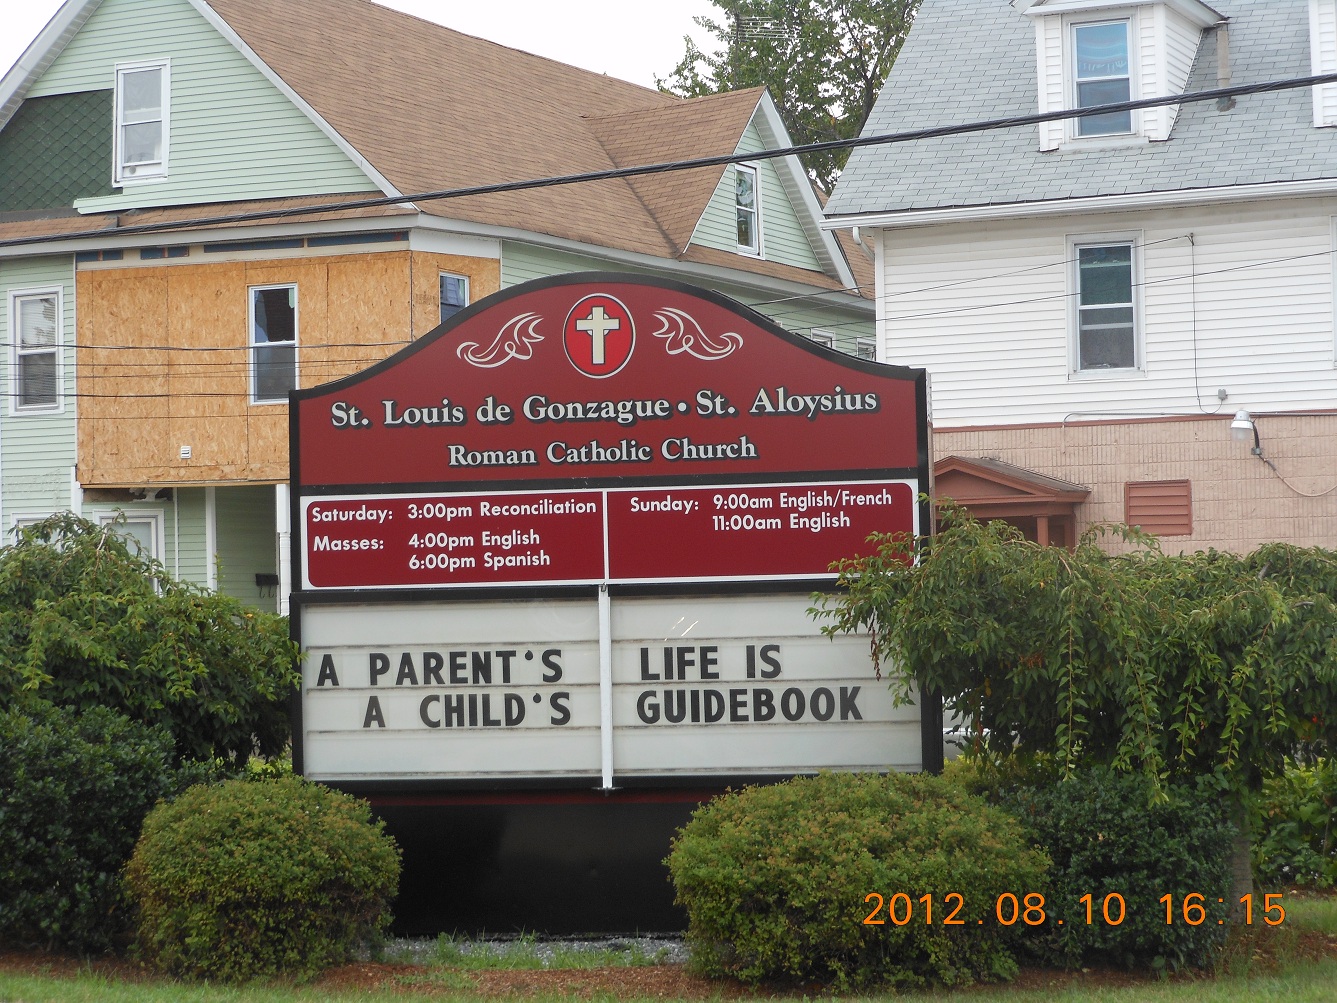 St. Louis de Gonzague • St. Aloysius
Roman Catholic Church
Saturday: 3:00pm Reconciliation
Masses: 4:00pm English
6:00pm Spanish
Sunday: 9:00am English/French
11:00am English
A PARENT'S LIFE IS
A CHILD'S GUIDEBOOK
2012.08.10 16:15